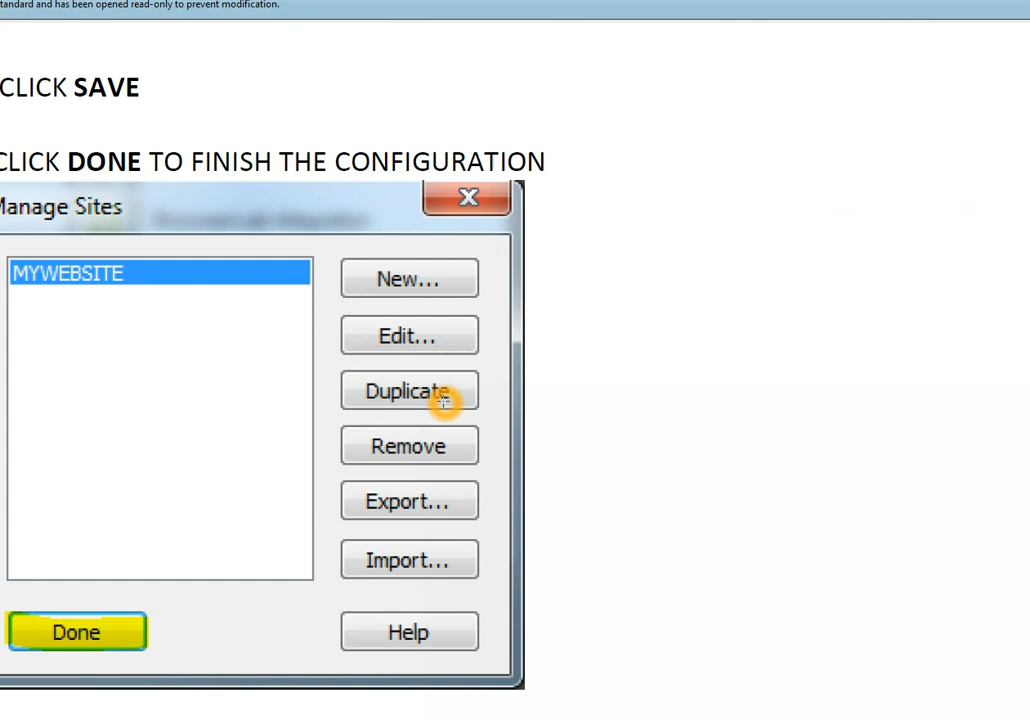 tandard and has been opened read-only to prevent modification.
CLICK SAVE
CLICK DONE TO FINISH THE CONFIGURATION
Manage Sites
MYWEBSITE
New...
Edit...
Duplicate
Remove
Export...
Import...
Done
Help